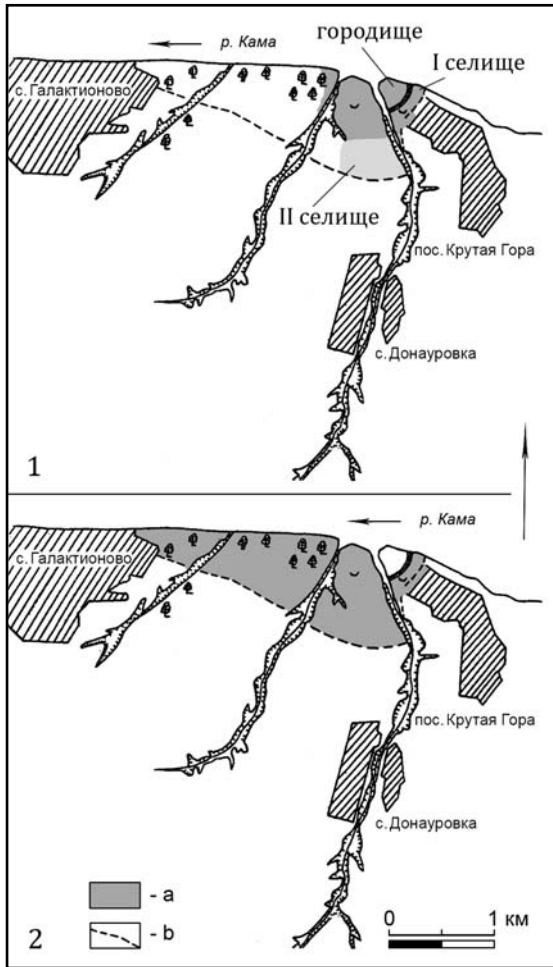 р. Кама
городище
I селище
с. Галактионово
II селище
пос. Крутая Гора
с. Донауровка
1
р. Кама
с. Галактионово
пос. Крутая Гора
с. Донауровка
- a
- b
0 1 км
2